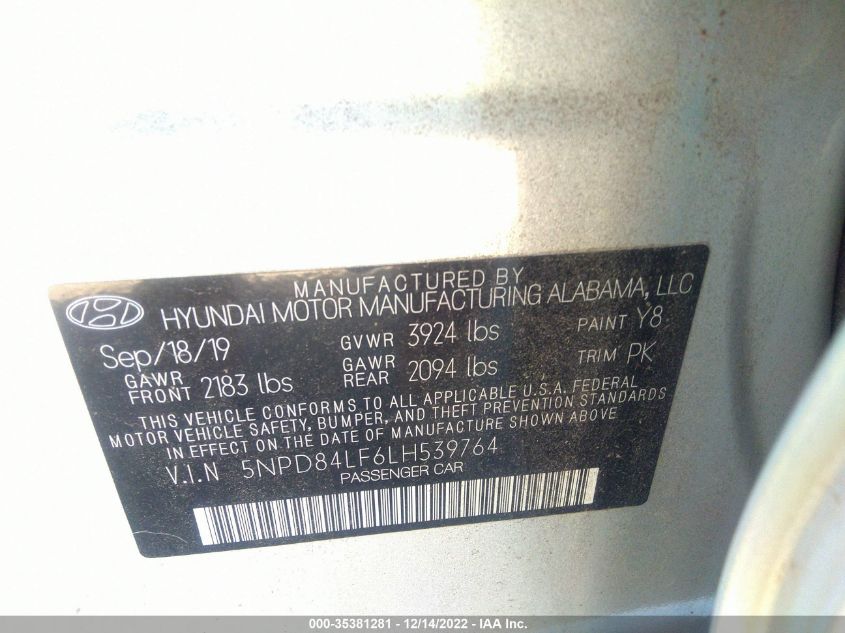 MANUFACTURED BY
HYUNDAI MOTOR MANUFACTURING ALABAMA, LLC
Sep/18/19 GVWR 3924 lbs PAINT Y8
GAWR FRONT 2183 lbs GAWR REAR 2094 lbs TRIM PK
THIS VEHICLE CONFORMS TO ALL APPLICABLE U.S.A. FEDERAL
MOTOR VEHICLE SAFETY, BUMPER, AND THEFT PREVENTION STANDARDS
IN EFFECT ON THE DATE OF MANUFACTURE SHOWN ABOVE
V.I.N 5NPD84LF6LH539764
PASSENGER CAR
000-35381281 - 12/14/2022 - IAA Inc.